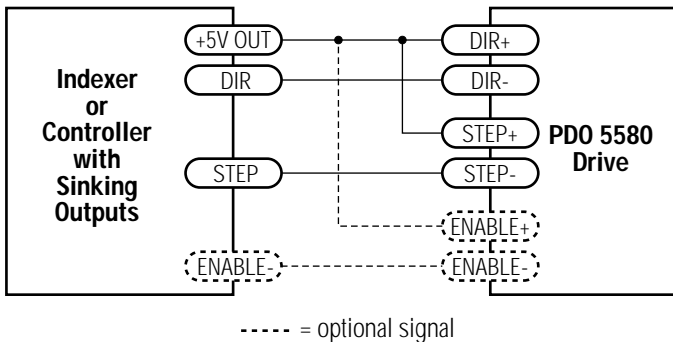 Indexer
or
Controller
with
Sinking
Outputs
+5V OUT
DIR
STEP
ENABLE-
DIR+
DIR-
STEP+
STEP-
ENABLE+
ENABLE-
PDO 5580
Drive
= optional signal